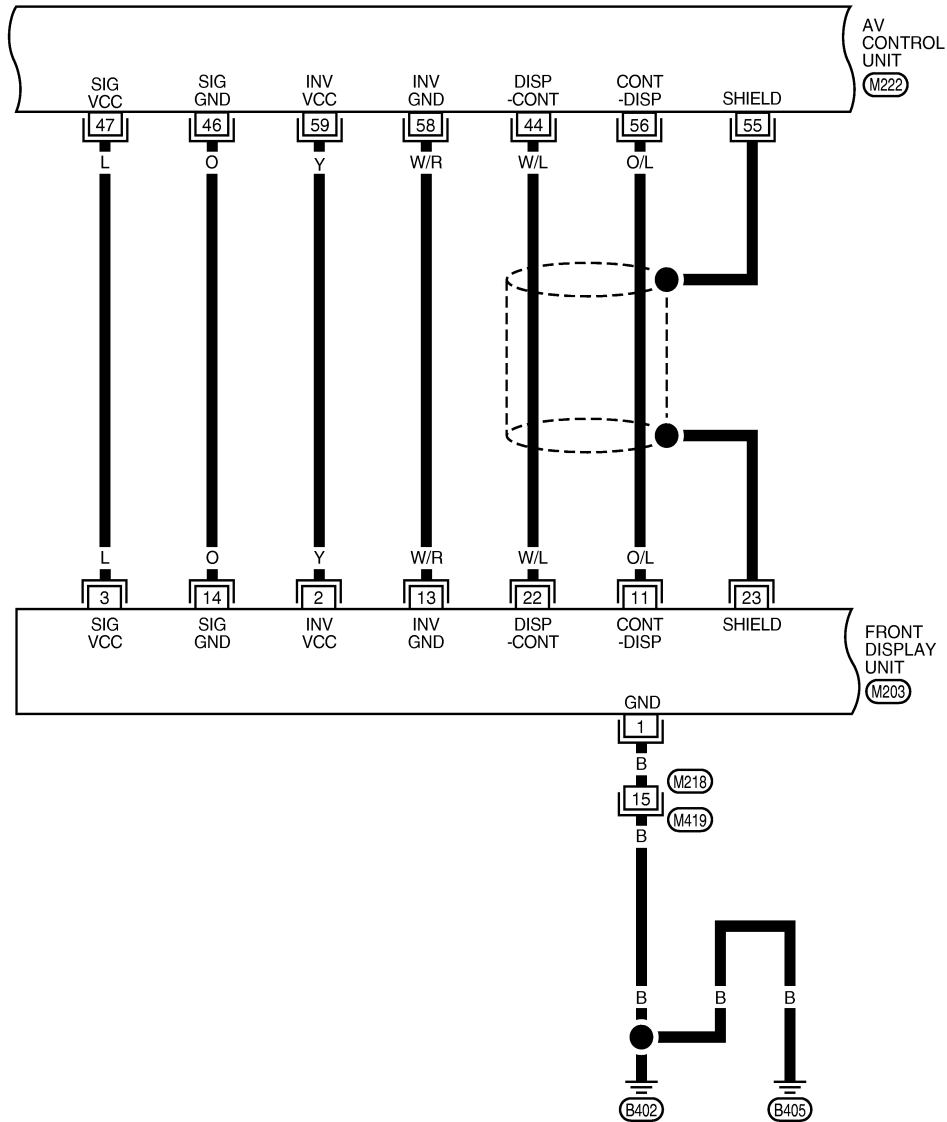 AV
CONTROL
UNIT
M222
SIG
VCC
SIG
GND
INV
VCC
INV
GND
DISP
-CONT
CONT
-DISP
SHIELD
47
46
59
58
44
56
55
L
O
Y
W/R
W/L
O/L
L
O
Y
W/R
W/L
O/L
3
14
2
13
22
11
23
SIG
VCC
SIG
GND
INV
VCC
INV
GND
DISP
-CONT
CONT
-DISP
SHIELD
FRONT
DISPLAY
UNIT
M203
GND
1
B
M218
15
M419
B
B
B
B
B402
B405